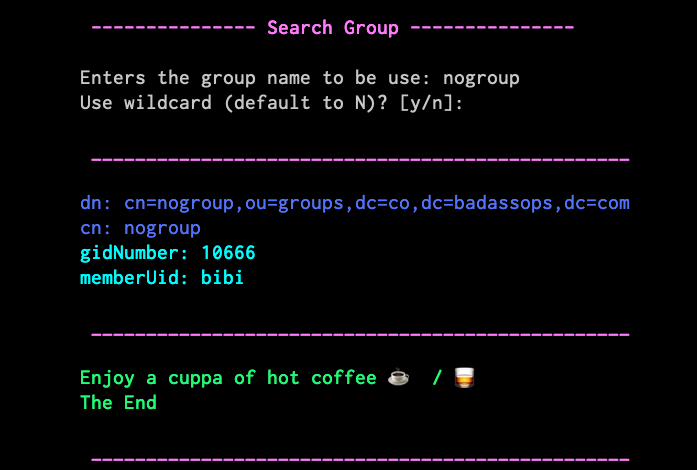 --------------- Search Group ---------------
Enters the group name to be use: nogroup
Use wildcard (default to N)? [y/n]:
-------------------------------------------------
dn: cn=nogroup,ou=groups,dc=co,dc=badassops,dc=com
cn: nogroup
gidNumber: 10666
memberUid: bibi
-------------------------------------------------
Enjoy a cuppa of hot coffee ☕ / 🥃
The End
-------------------------------------------------